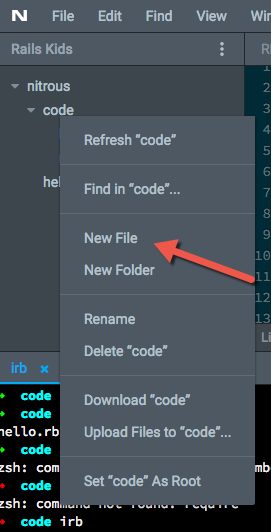 N File Edit Find View Win
Rails Kids
nitrous
code
hel
Refresh “code”
Find in “code”...
New File
New Folder
Rename
Delete “code”
Download “code”
Upload Files to “code”...
Set “code” As Root
1
2
3
4
5
6
7
8
9
10
11
12
13
Li
irb ×
code
code
hello.rb
code
zsh: com
code
zsh: command not found: require
code irb